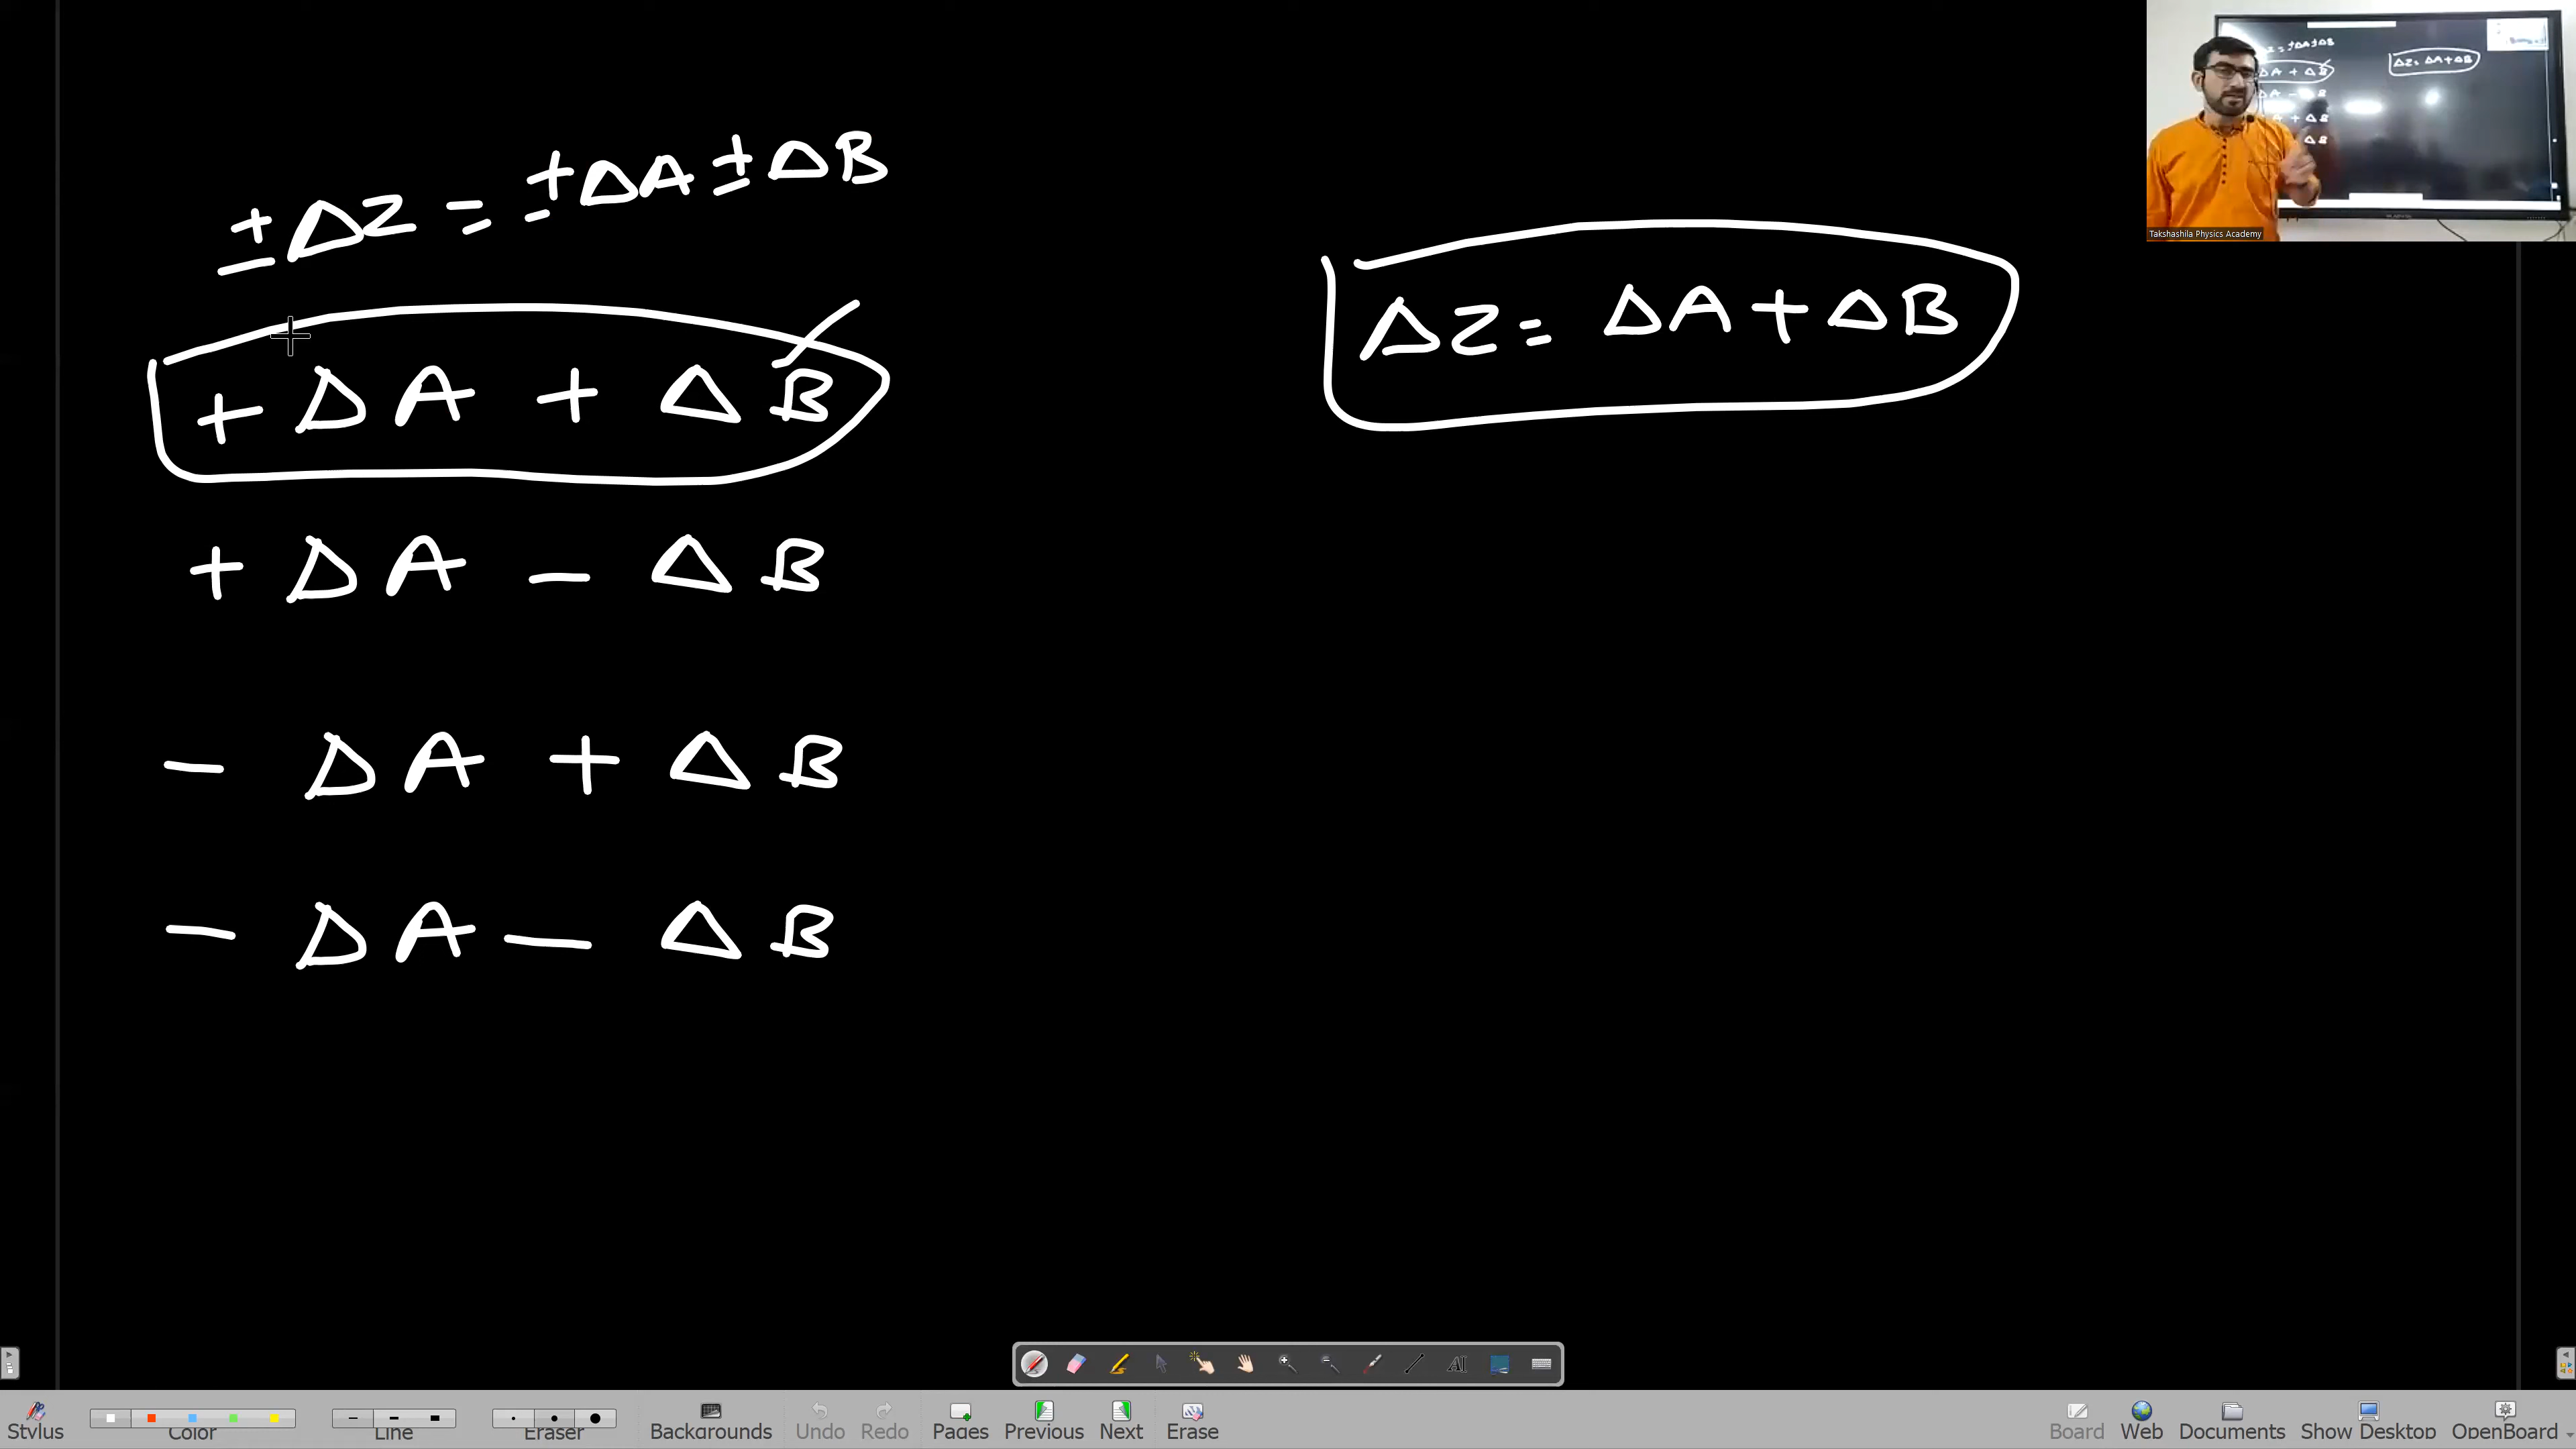 ± ΔZ = ± ΔA ± ΔB
+ ΔA + ΔB
+ ΔA - ΔB
- ΔA + ΔB
- ΔA - ΔB
ΔZ = ΔA + ΔB
Takshashila Physics Academy
Stylus
Color
Line
Eraser
Backgrounds
Undo
Redo
Pages
Previous
Next
Erase
Board
Web
Documents
Show Desktop
OpenBoard